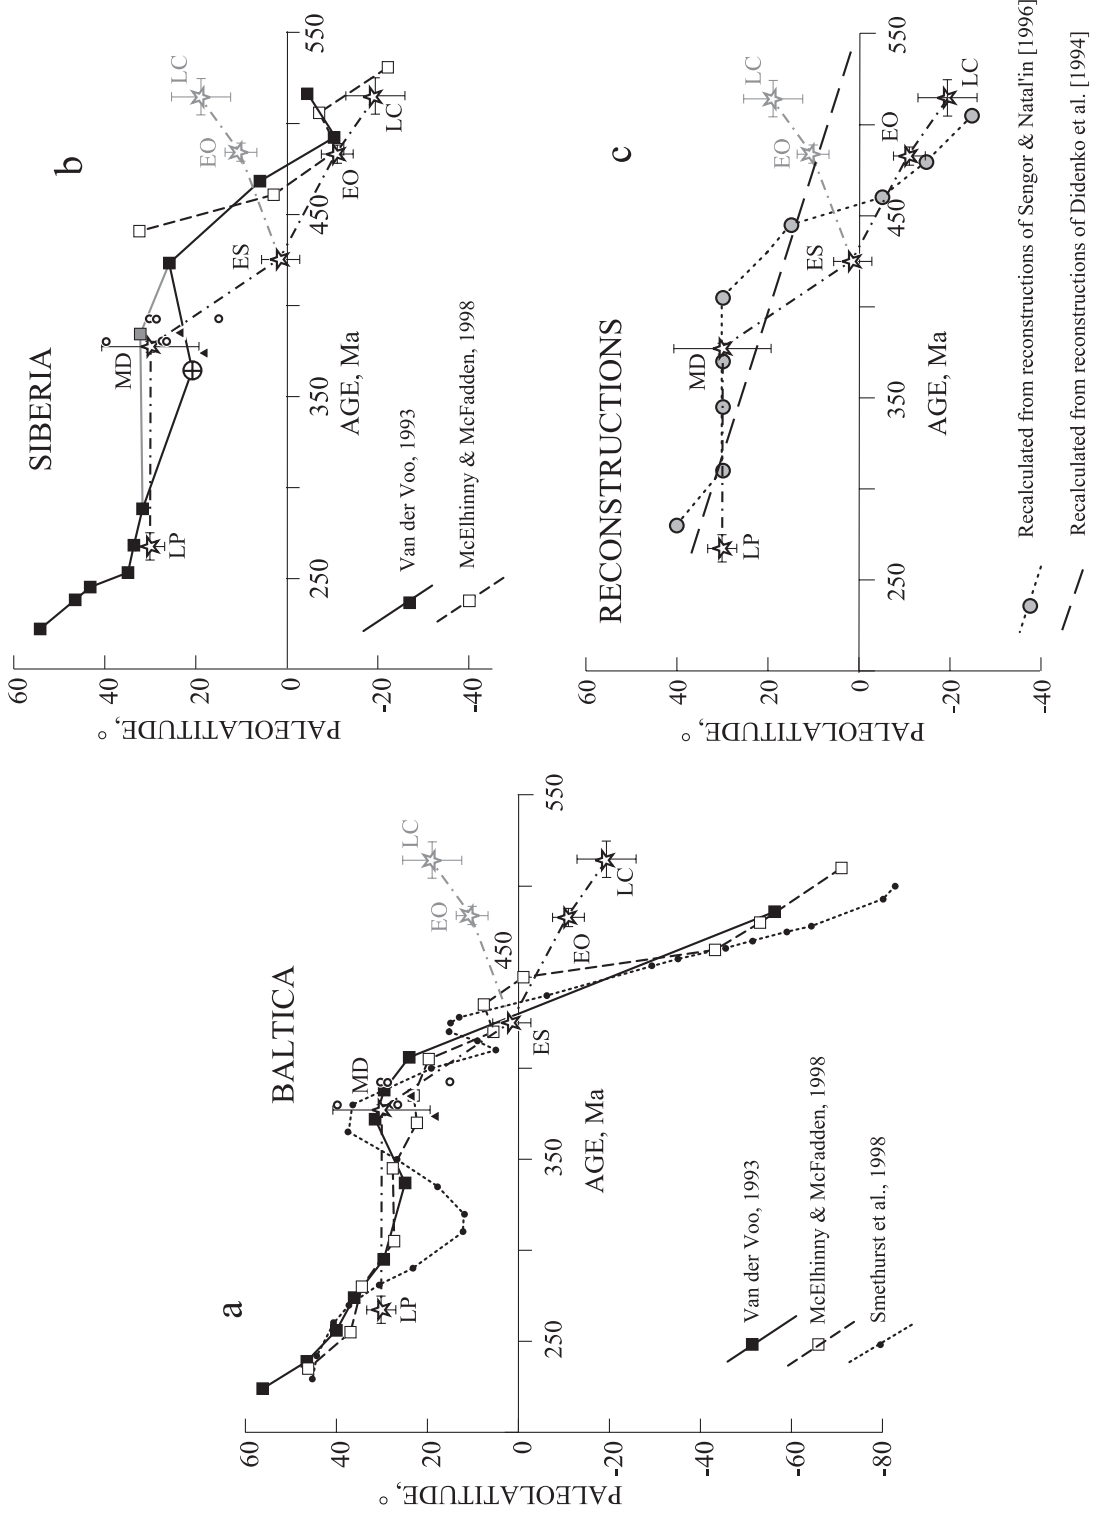 a
BALTICA
PALEOLATITUDE, °
60
40
20
0
-20
-40
-60
-80
250
350
450
550
AGE, Ma
LP
MD
ES
EO
LC
EO
LC
Van der Voo, 1993
McElhinny & McFadden, 1998
Smethurst et al., 1998
b
SIBERIA
PALEOLATITUDE, °
60
40
20
0
-20
-40
250
350
450
550
AGE, Ma
LP
MD
ES
EO
LC
EO
LC
Van der Voo, 1993
McElhinny & McFadden, 1998
c
RECONSTRUCTIONS
PALEOLATITUDE, °
60
40
20
0
-20
-40
250
350
450
550
AGE, Ma
LP
MD
ES
EO
LC
EO
LC
Recalculated from reconstructions of Sengor & Natal'in [1996]
Recalculated from reconstructions of Didenko et al. [1994]